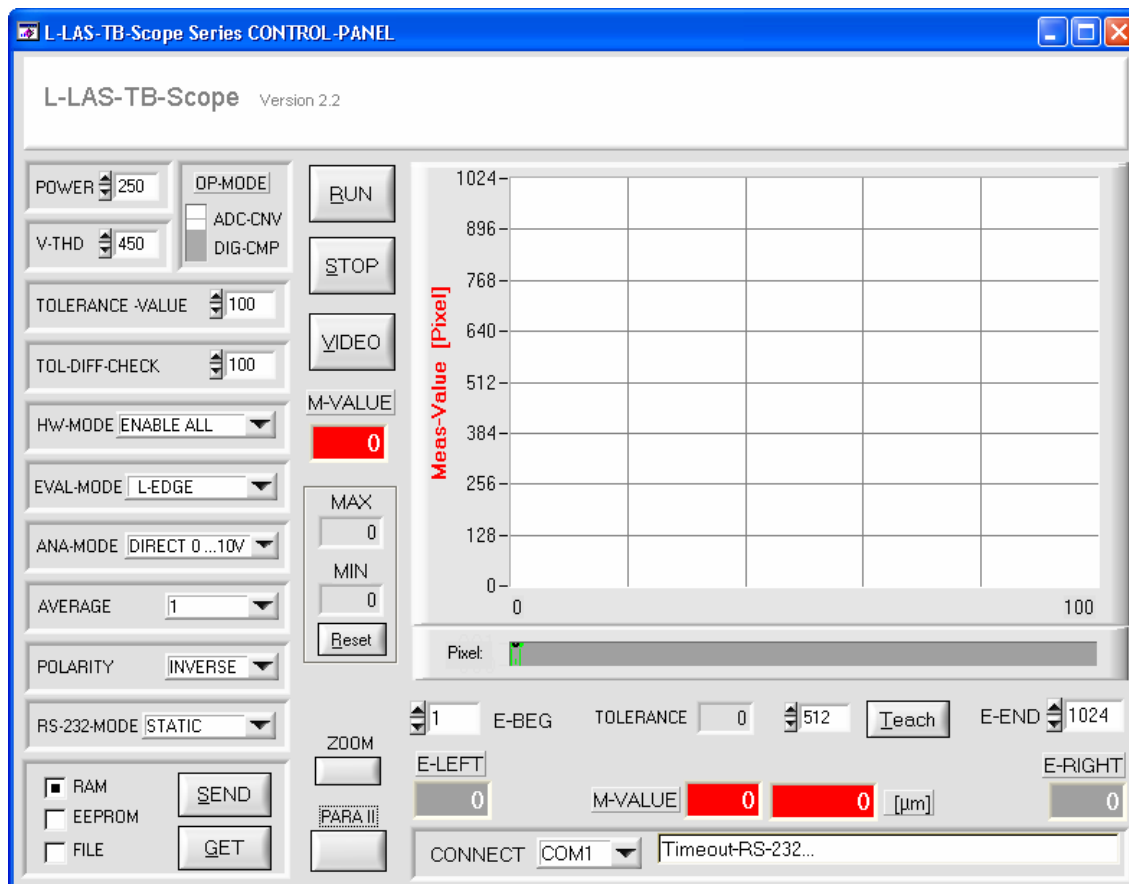 L-LAS-TB-Scope Series CONTROL-PANEL
L-LAS-TB-Scope Version 2.2
POWER 250
V-THD 450
OP-MODE
ADC-CNV
DIG-CMP
TOLERANCE -VALUE 100
TOL-DIFF-CHECK 100
HW-MODE ENABLE ALL
EVAL-MODE L-EDGE
ANA-MODE DIRECT 0...10V
AVERAGE 1
POLARITY INVERSE
RS-232-MODE STATIC
RAM
EEPROM
FILE
SEND
GET
RUN
STOP
VIDEO
M-VALUE
0
MAX
0
MIN
0
Reset
ZOOM
PARA II
Meas-Value [Pixel]
1024
896
768
640
512
384
256
128
0
0 100
Pixel:
1 E-BEG TOLERANCE 0 512 Teach E-END 1024
E-LEFT E-RIGHT
0 M-VALUE 0 0 [µm] 0
CONNECT COM1 Timeout-RS-232...